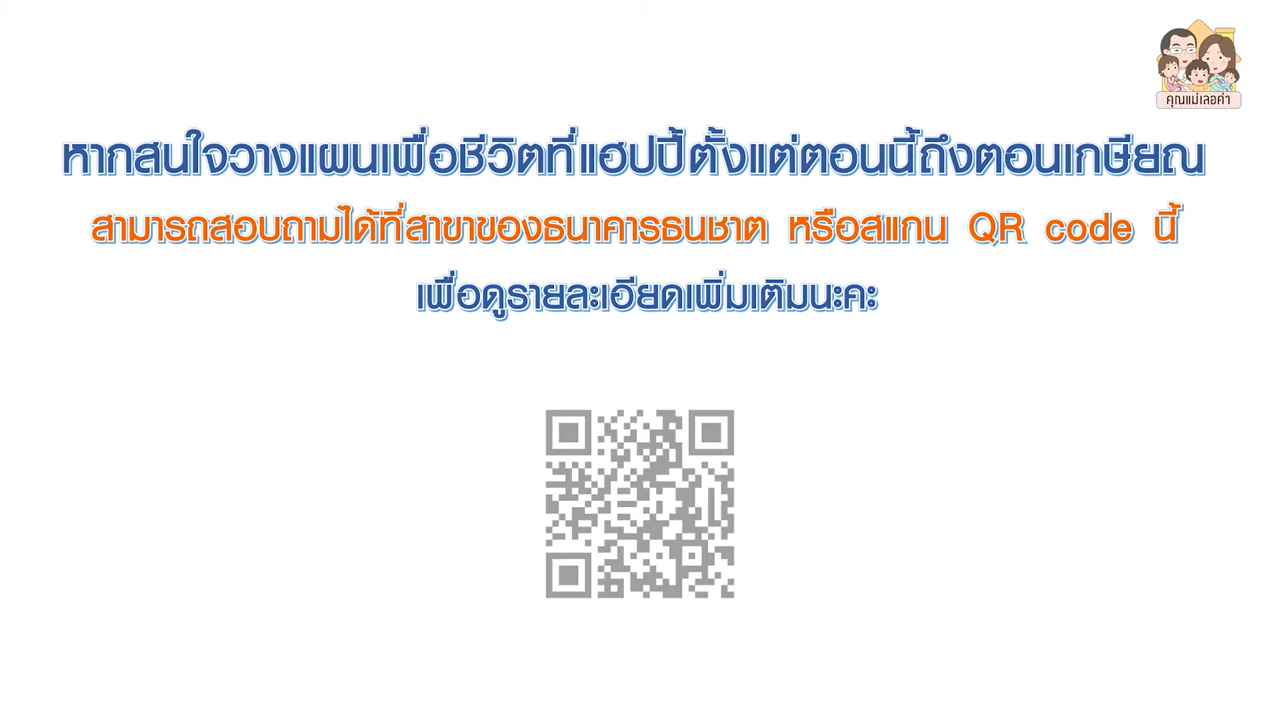 คุณแม่เลอค่า
หากสนใจวางแผนเพื่อชีวิตที่แฮปปี้ตั้งแต่ตอนนี้ถึงตอนเกษียณ
สามารถสอบถามได้ที่สาขาของธนาคารธนชาต หรือสแกน QR code นี้
เพื่อดูรายละเอียดเพิ่มเติมนะคะ